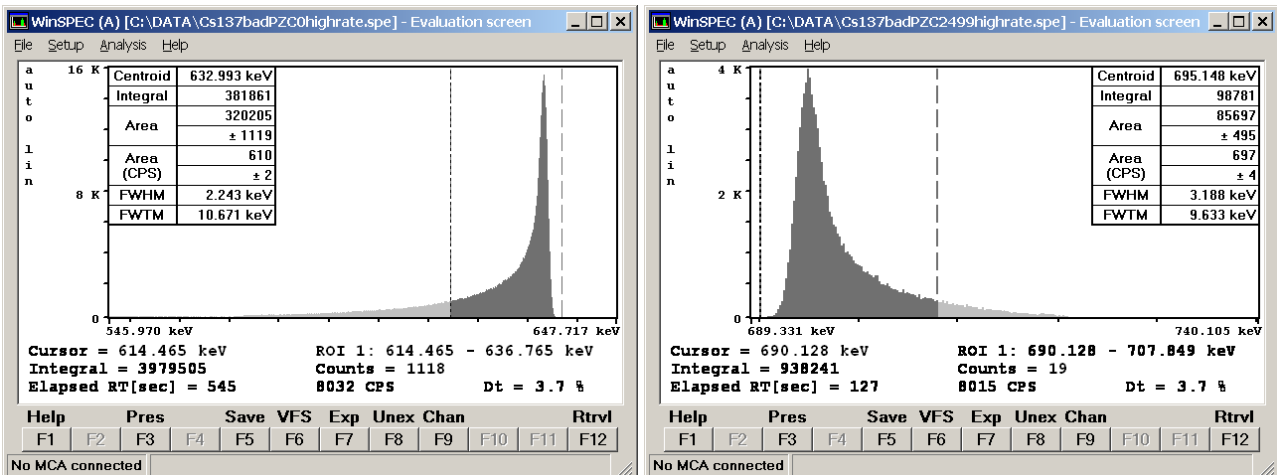 WinSPEC (A) [C:\DATA\Cs137badPZC0highrate.spe] - Evaluation screen
File Setup Analysis Help
auto lin
16 K
8 K
0
Centroid 632.993 keV
Integral 381861
Area 320205
± 1119
Area (CPS) 610
± 2
FWHM 2.243 keV
FWTM 10.671 keV
545.970 keV 647.717 keV
Cursor = 614.465 keV ROI 1: 614.465 - 636.765 keV
Integral = 3979505 Counts = 1118
Elapsed RT[sec] = 545 8032 CPS Dt = 3.7 %
Help Pres Save VFS Exp Unex Chan Rtrvl
F1 F2 F3 F4 F5 F6 F7 F8 F9 F10 F11 F12
No MCA connected
WinSPEC (A) [C:\DATA\Cs137badPZC2499highrate.spe] - Evaluation screen
File Setup Analysis Help
auto lin
4 K
2 K
0
Centroid 695.148 keV
Integral 98781
Area 85697
± 495
Area (CPS) 697
± 4
FWHM 3.188 keV
FWTM 9.633 keV
689.331 keV 740.105 keV
Cursor = 690.128 keV ROI 1: 690.128 - 707.849 keV
Integral = 938241 Counts = 19
Elapsed RT[sec] = 127 8015 CPS Dt = 3.7 %
Help Pres Save VFS Exp Unex Chan Rtrvl
F1 F2 F3 F4 F5 F6 F7 F8 F9 F10 F11 F12
No MCA connected